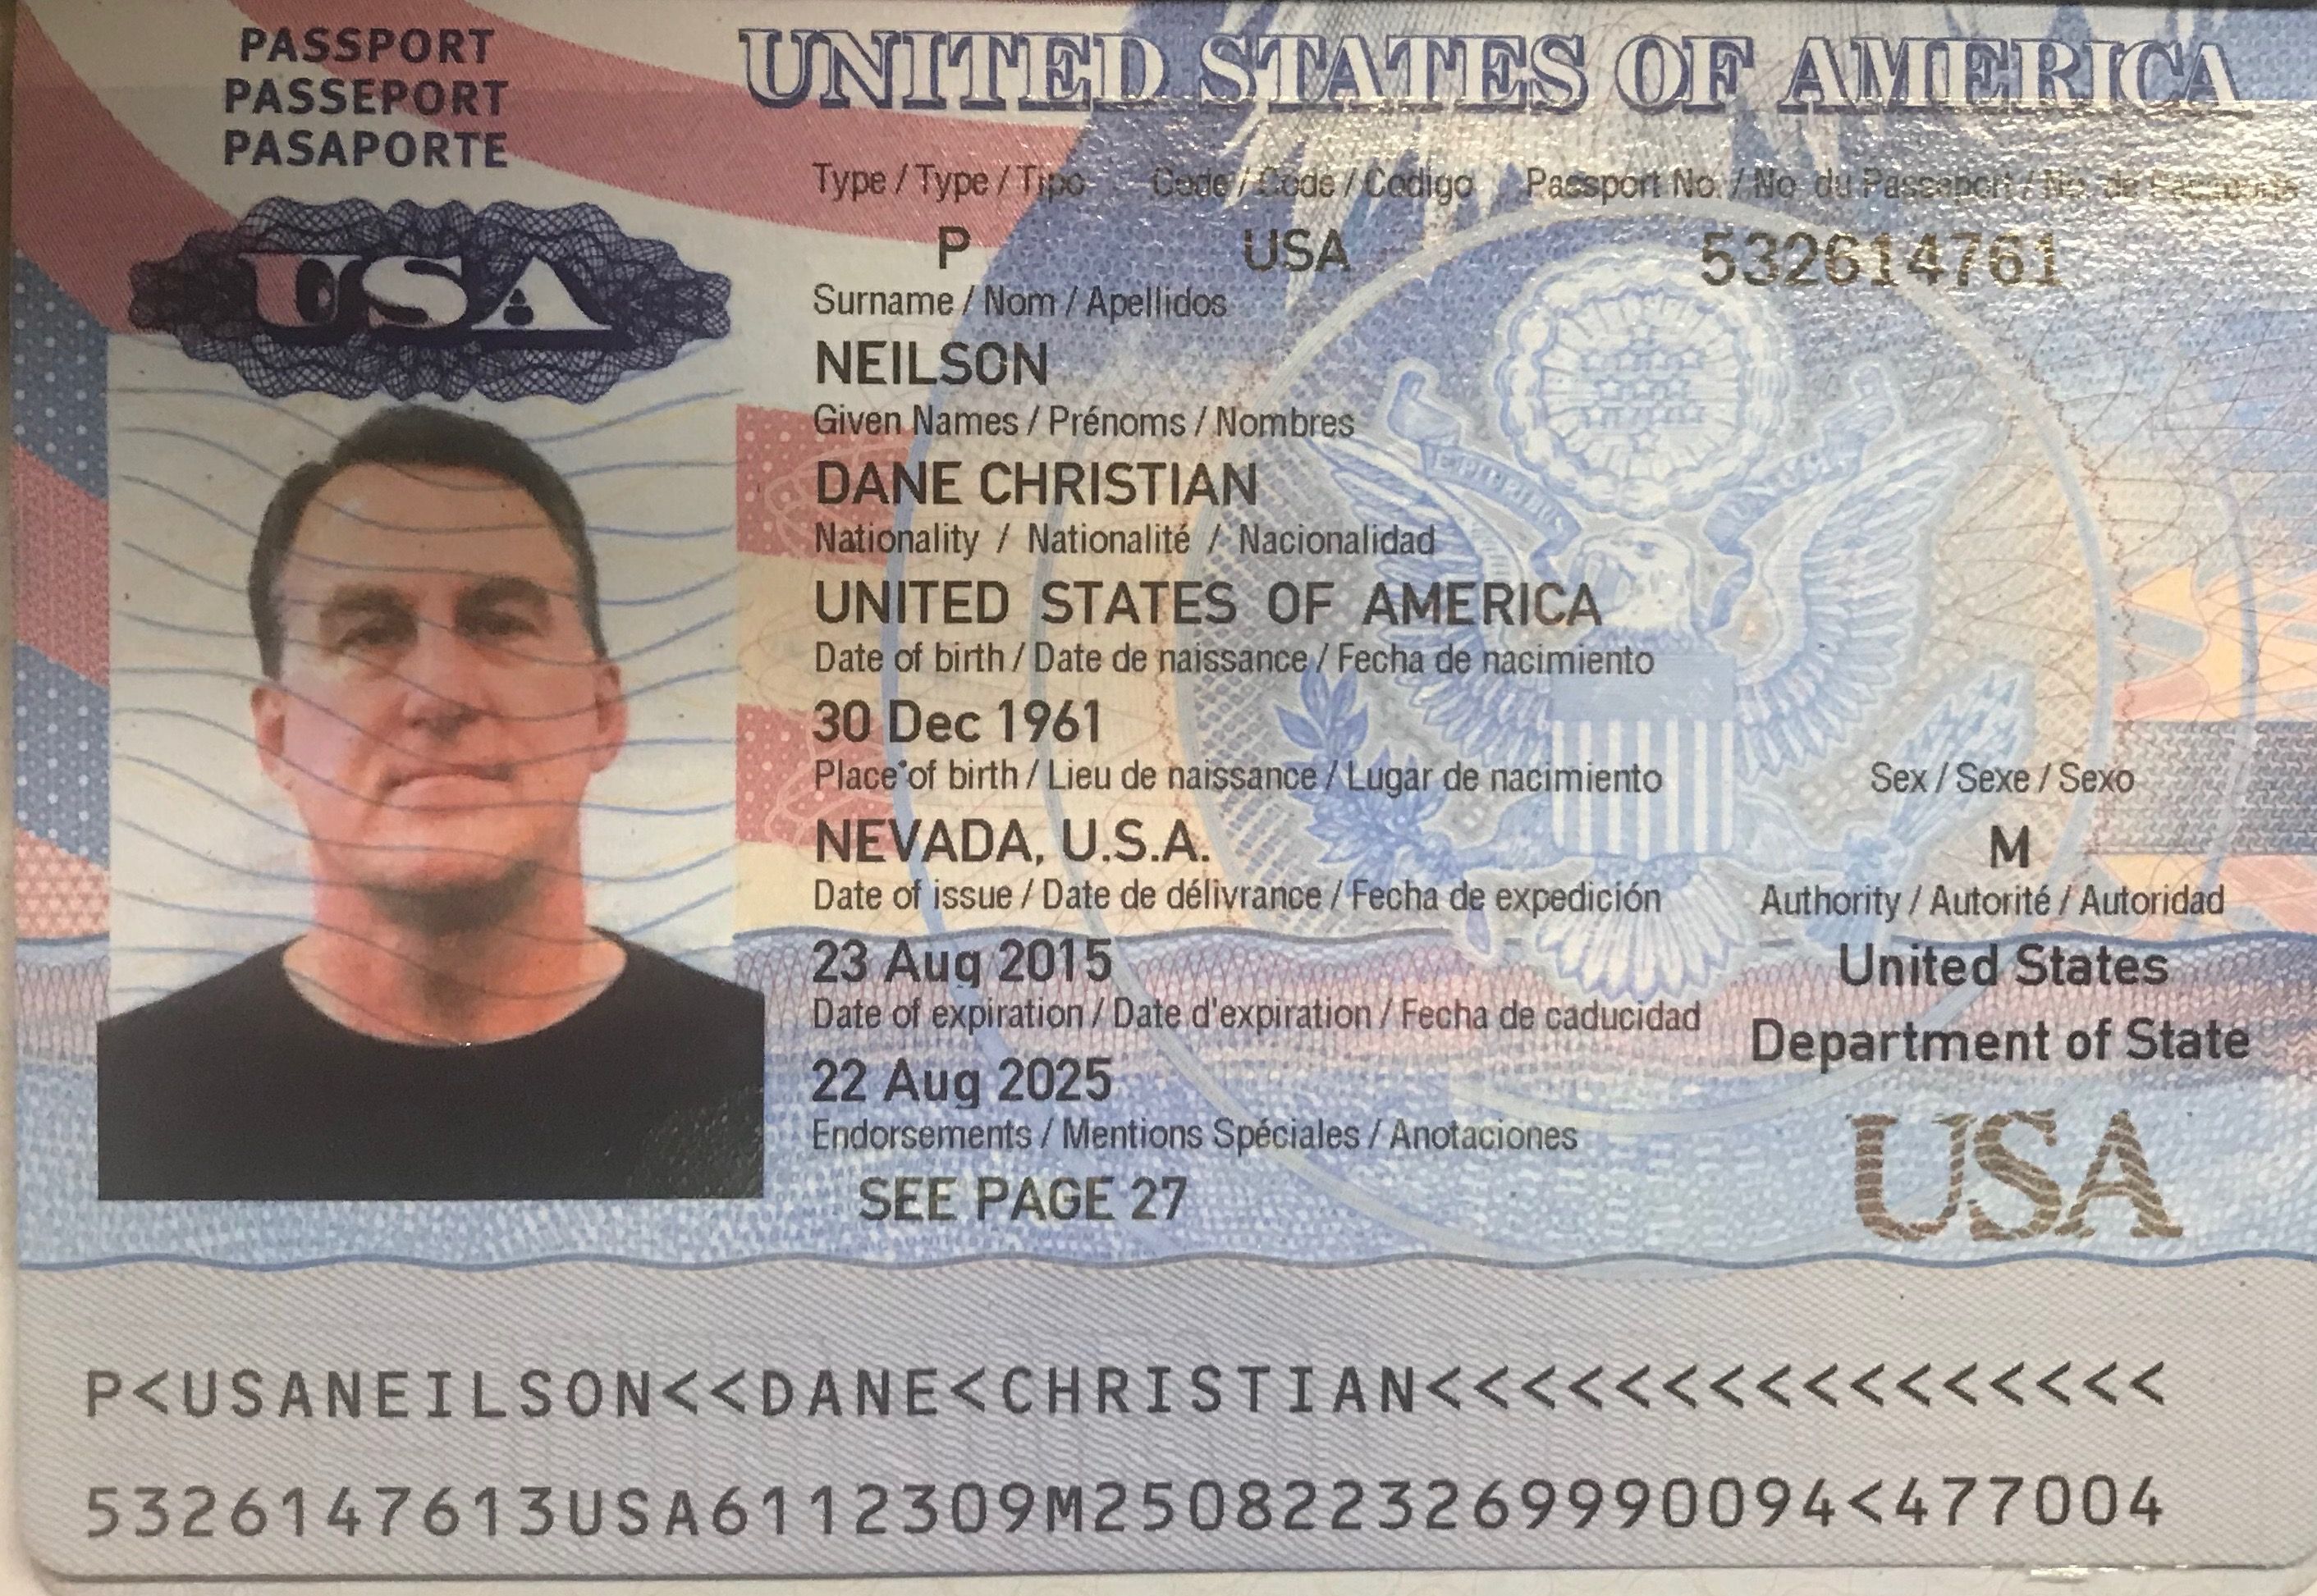 PASSPORT
PASSEPORT
PASAPORTE
UNITED STATES OF AMERICA
USA
Type / Type / Tipo Code / Code / Codigo Passport No. / No. du Passeport / No. de Pasaporte
P USA 532614761
Surname / Nom / Apellidos
NEILSON
Given Names / Prénoms / Nombres
DANE CHRISTIAN
Nationality / Nationalité / Nacionalidad
UNITED STATES OF AMERICA
Date of birth / Date de naissance / Fecha de nacimiento
30 Dec 1961
Place of birth / Lieu de naissance / Lugar de nacimiento Sex / Sexe / Sexo
NEVADA, U.S.A. M
Date of issue / Date de délivrance / Fecha de expedición Authority / Autorité / Autoridad
23 Aug 2015 United States
Date of expiration / Date d'expiration / Fecha de caducidad Department of State
22 Aug 2025
Endorsements / Mentions Spéciales / Anotaciones USA
SEE PAGE 27
P<USANEILSON<<DANE<CHRISTIAN<<<<<<<<<<<<<<<<
5326147613USA6112309M2508223269990094<477004